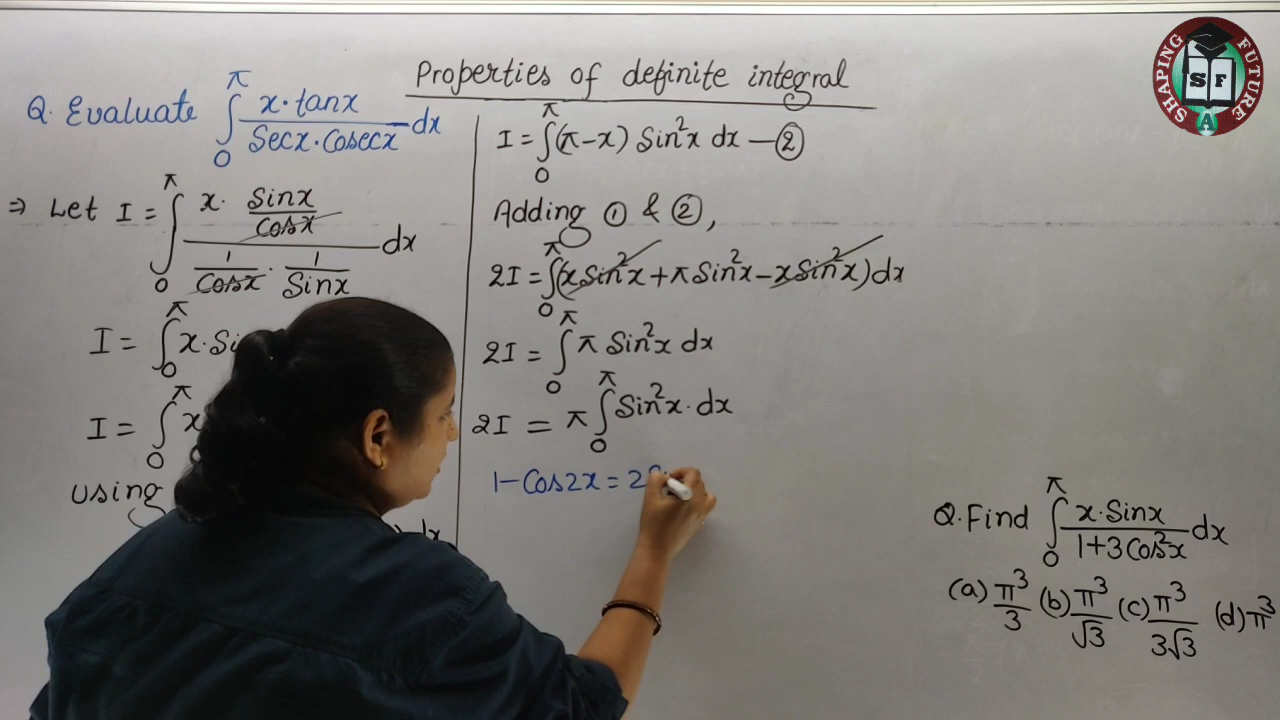 Properties of definite integral
Q. Evaluate ∫₀^π x·tanx / Secx·Cosecx dx
⇒ Let I = ∫₀^π x· Sinx/Cosx / 1/Cosx · 1/Sinx dx
I = ∫₀^π x·
I = ∫₀^π x
using
dx
I = ∫₀^π (π-x) Sin²x dx — ②
Adding ① & ②,
2I = ∫₀^π (x Sin²x + π Sin²x - x Sin²x) dx
2I = ∫₀^π π Sin²x dx
2I = π ∫₀^π Sin²x · dx
1 - Cos2x = 2
Q. Find ∫₀^π x·Sinx / 1+3Cos²x dx
(a) π³/3 (b) π³/√3 (c) π³/3√3 (d) π³
SHAPING FUTURE
S F
A